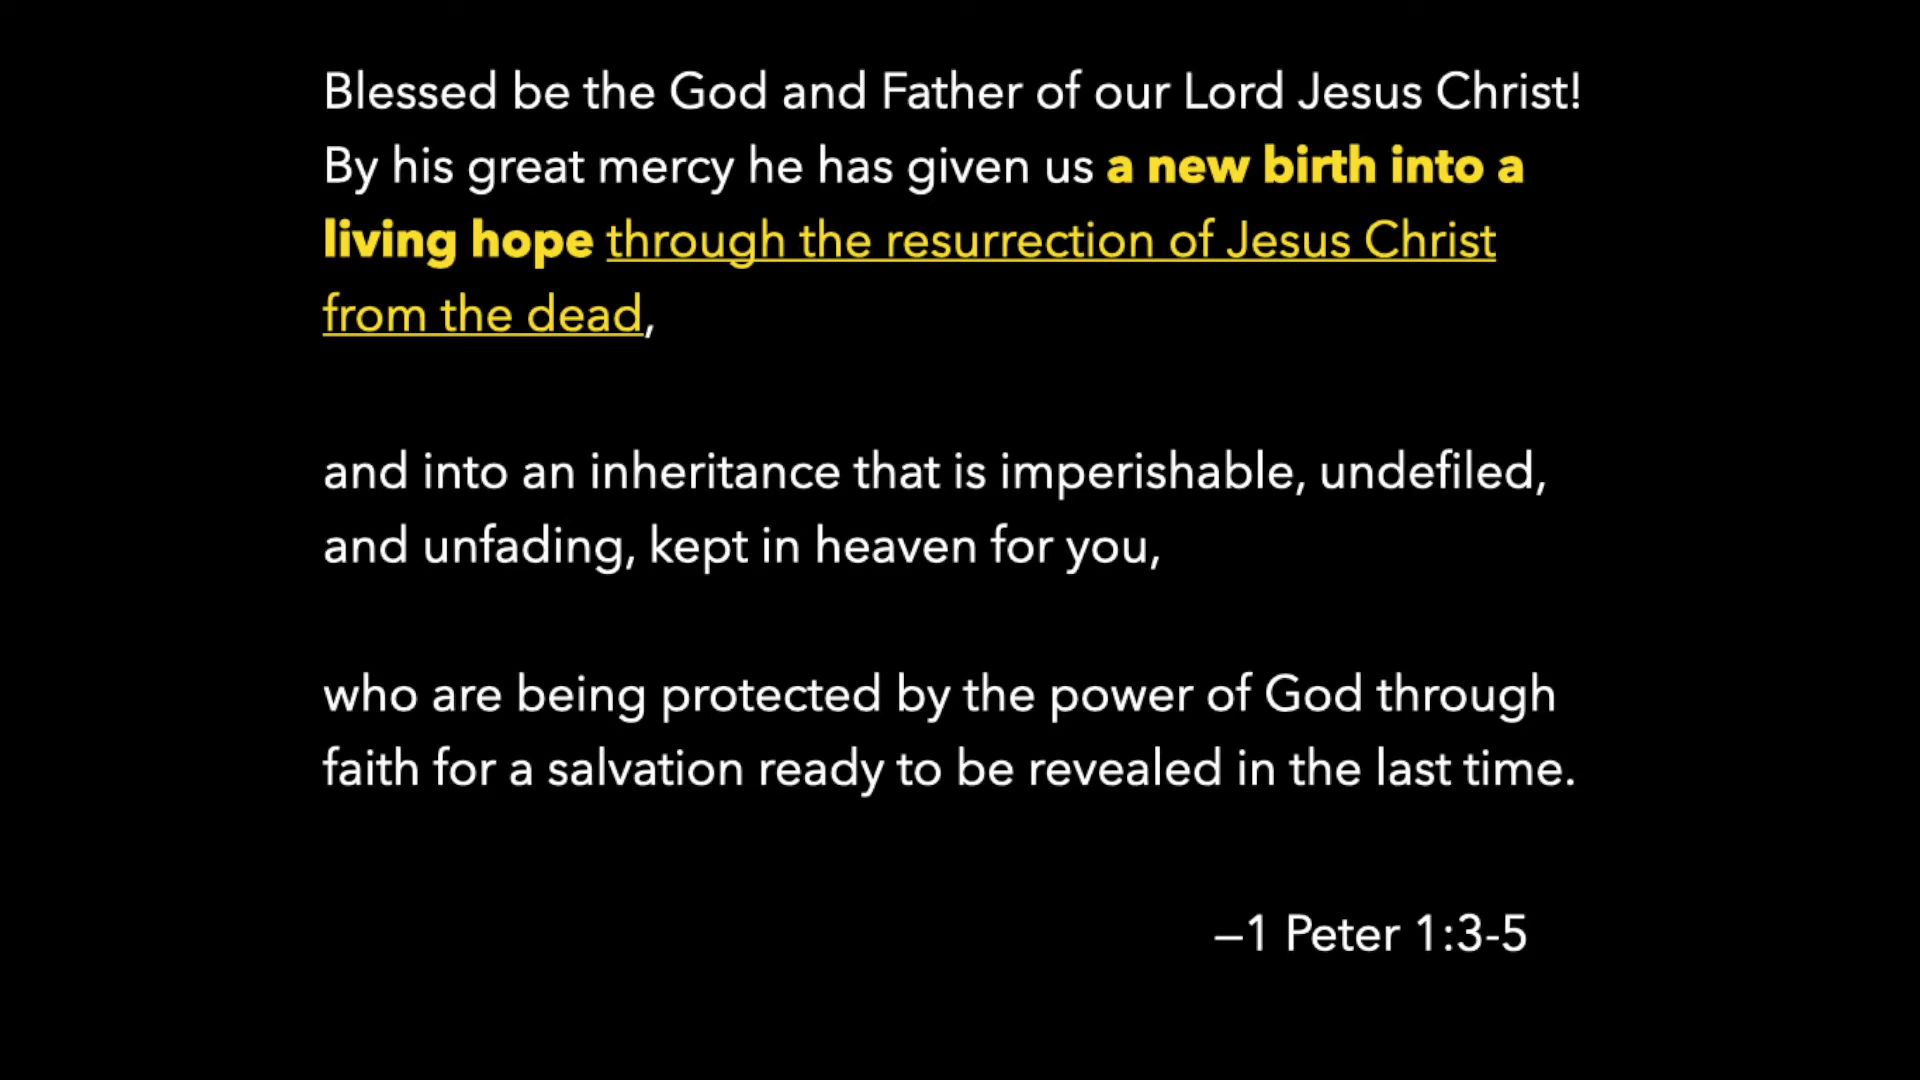 Blessed be the God and Father of our Lord Jesus Christ!
By his great mercy he has given us a new birth into a
living hope through the resurrection of Jesus Christ
from the dead,
and into an inheritance that is imperishable, undefiled,
and unfading, kept in heaven for you,
who are being protected by the power of God through
faith for a salvation ready to be revealed in the last time.
–1 Peter 1:3-5